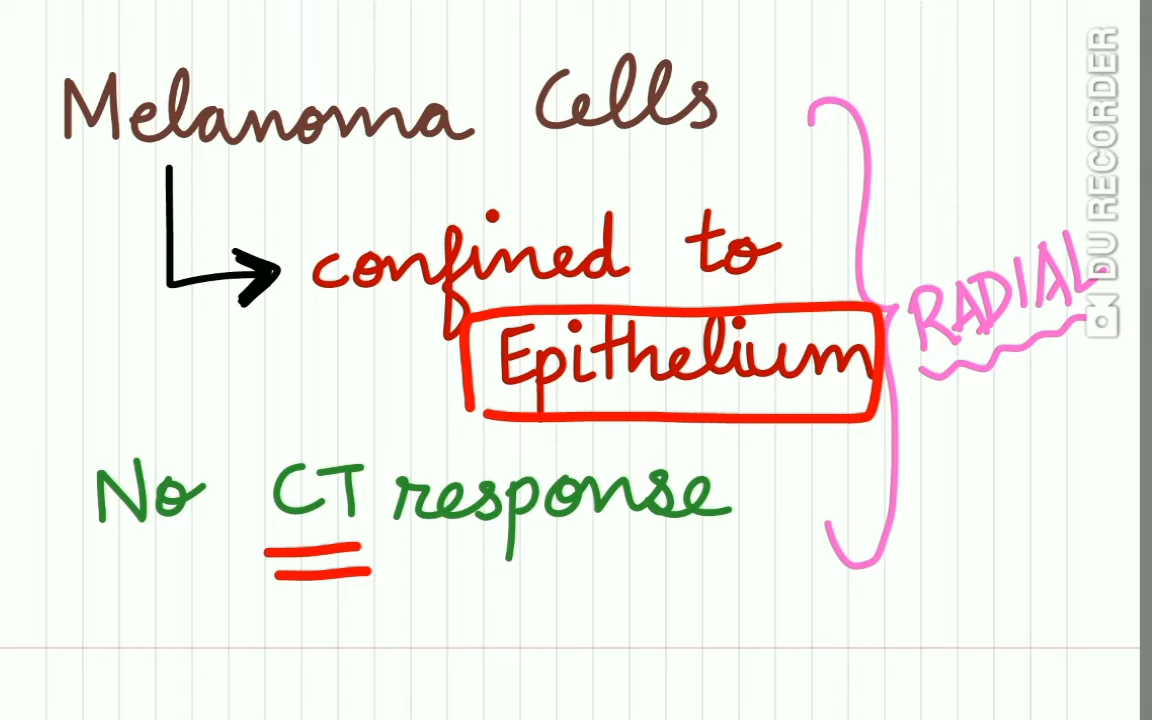 Melanoma Cells
confined to
Epithelium
No CT response
RADIAL
DU RECORDER